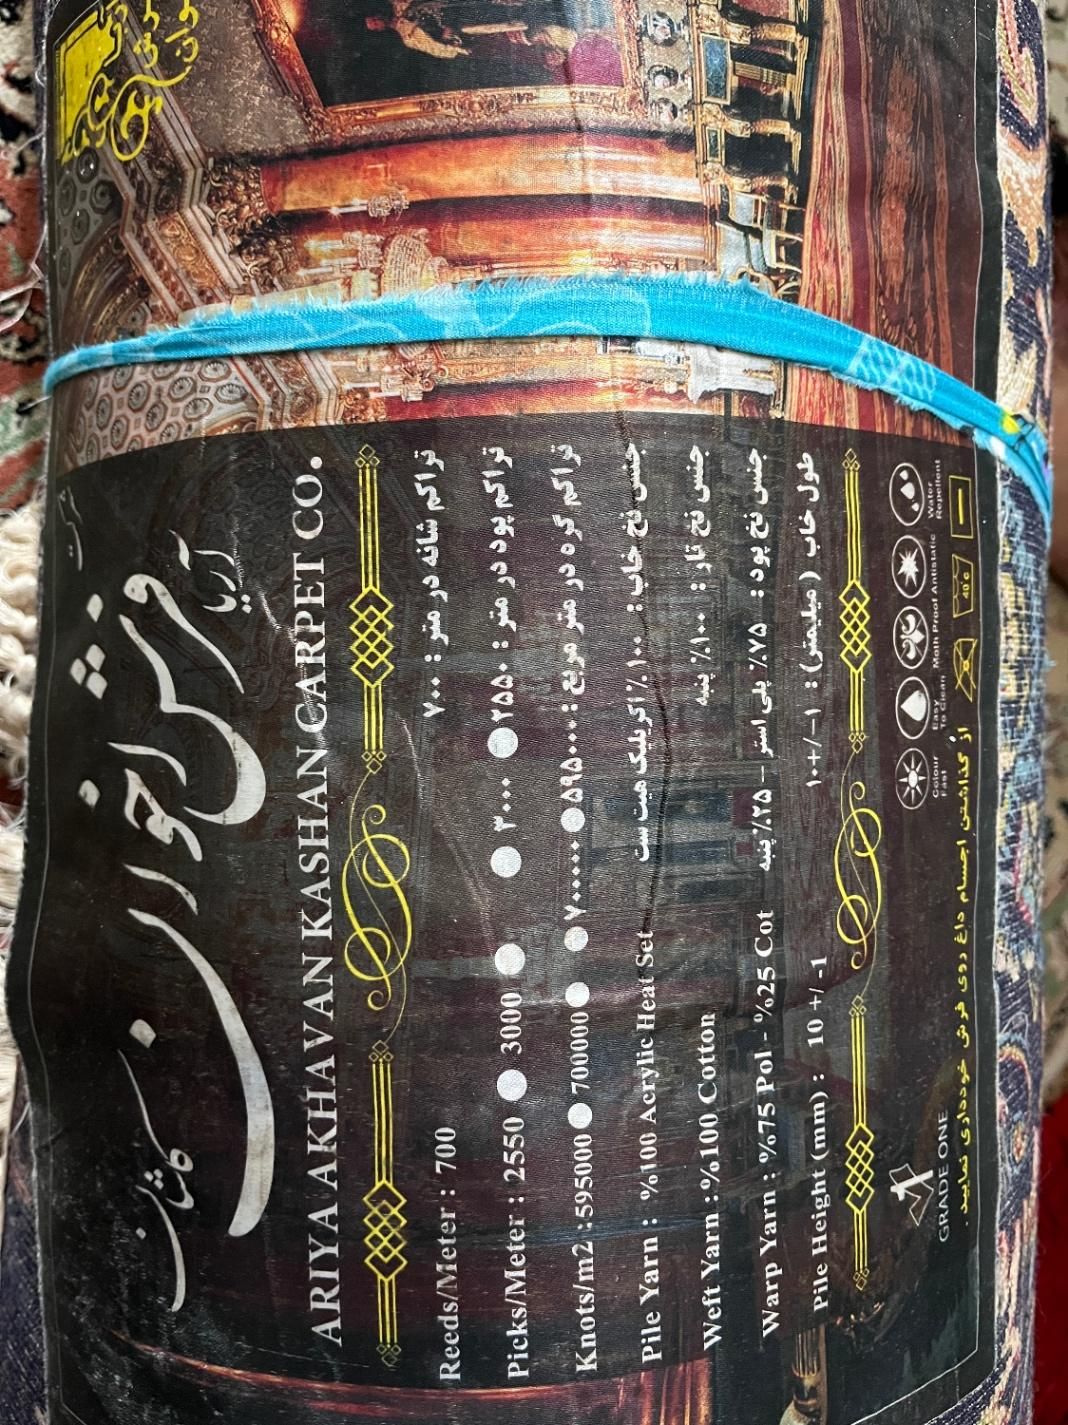 شرکت
فرش اخوان
آریا
کاشان
ARIYA AKHAVAN KASHAN CARPET CO.
تراکم شانه در متر : ۷۰۰
تراکم پود در متر : ۲۵۵۰ ● ۳۰۰۰ ●
تراکم گره در متر مربع : ۵۹۵۰۰۰ ● ۷۰۰۰۰۰ ●
جنس نخ خاب : ۱۰۰٪ اکریلیک هیت ست
جنس نخ تار : ۱۰۰٪ پنبه
جنس نخ پود : ۷۵٪ پلی استر - ۲۵٪ پنبه
طول خاب ( میلیمتر) : ۱- /+۱۰
Reeds/Meter : 700
Picks/Meter : 2550 ● 3000 ●
Knots/m2 :595000 ● 700000 ●
Pile Yarn : %100 Acrylic Heat Set
Weft Yarn : %100 Cotton
Warp Yarn : %75 Pol - %25 Cot
Pile Height (mm) : 10 +/ -1
Colour Fast
Easy To Clean
Moth Proof
Antistatic
Water Repellent
40c
GRADE ONE
از گذاشتن اجسام داغ روی فرش خودداری نمایید .